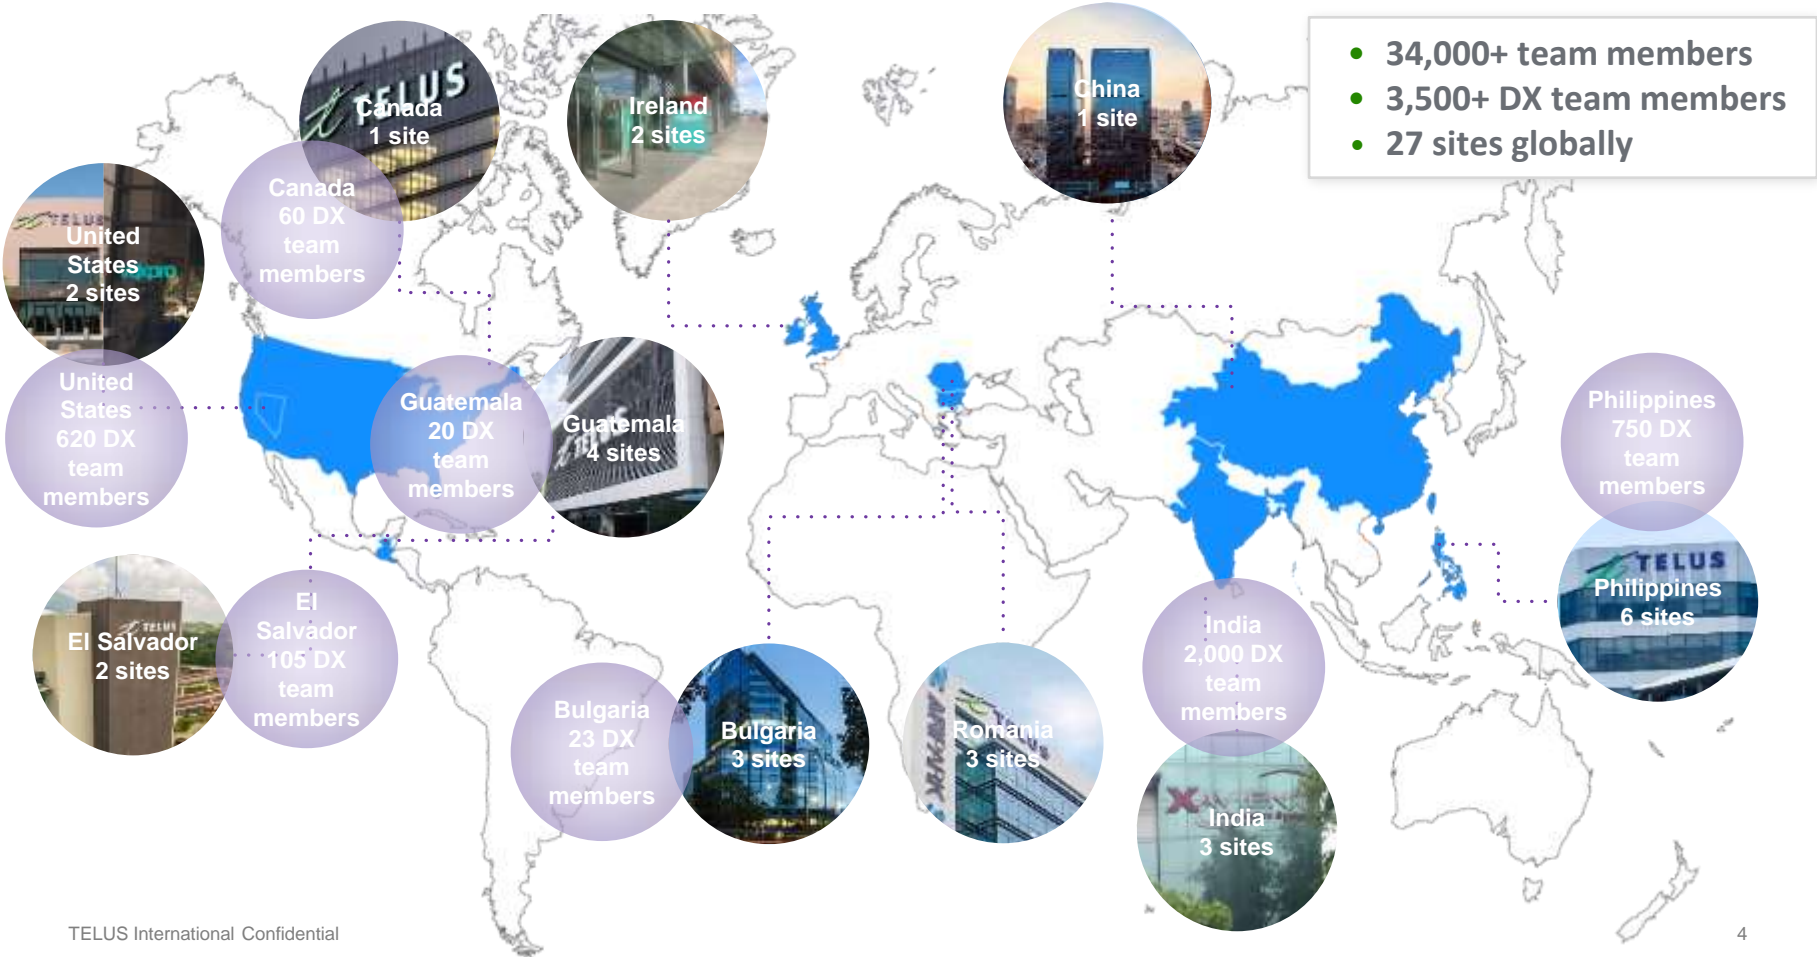 34,000+ team members
3,500+ DX team members
27 sites globally
TELUS
Canada
1 site
Canada
60 DX
team
members
Ireland
2 sites
China
1 site
TELUS
United
States
2 sites
United
States
620 DX
team
members
Guatemala
20 DX
team
members
TELUS
Guatemala
4 sites
Philippines
750 DX
team
members
TELUS
Philippines
6 sites
TELUS
El Salvador
2 sites
El
Salvador
105 DX
team
members
Bulgaria
23 DX
team
members
Bulgaria
3 sites
AIRPARK
Romania
3 sites
India
2,000 DX
team
members
India
3 sites
TELUS International Confidential
4